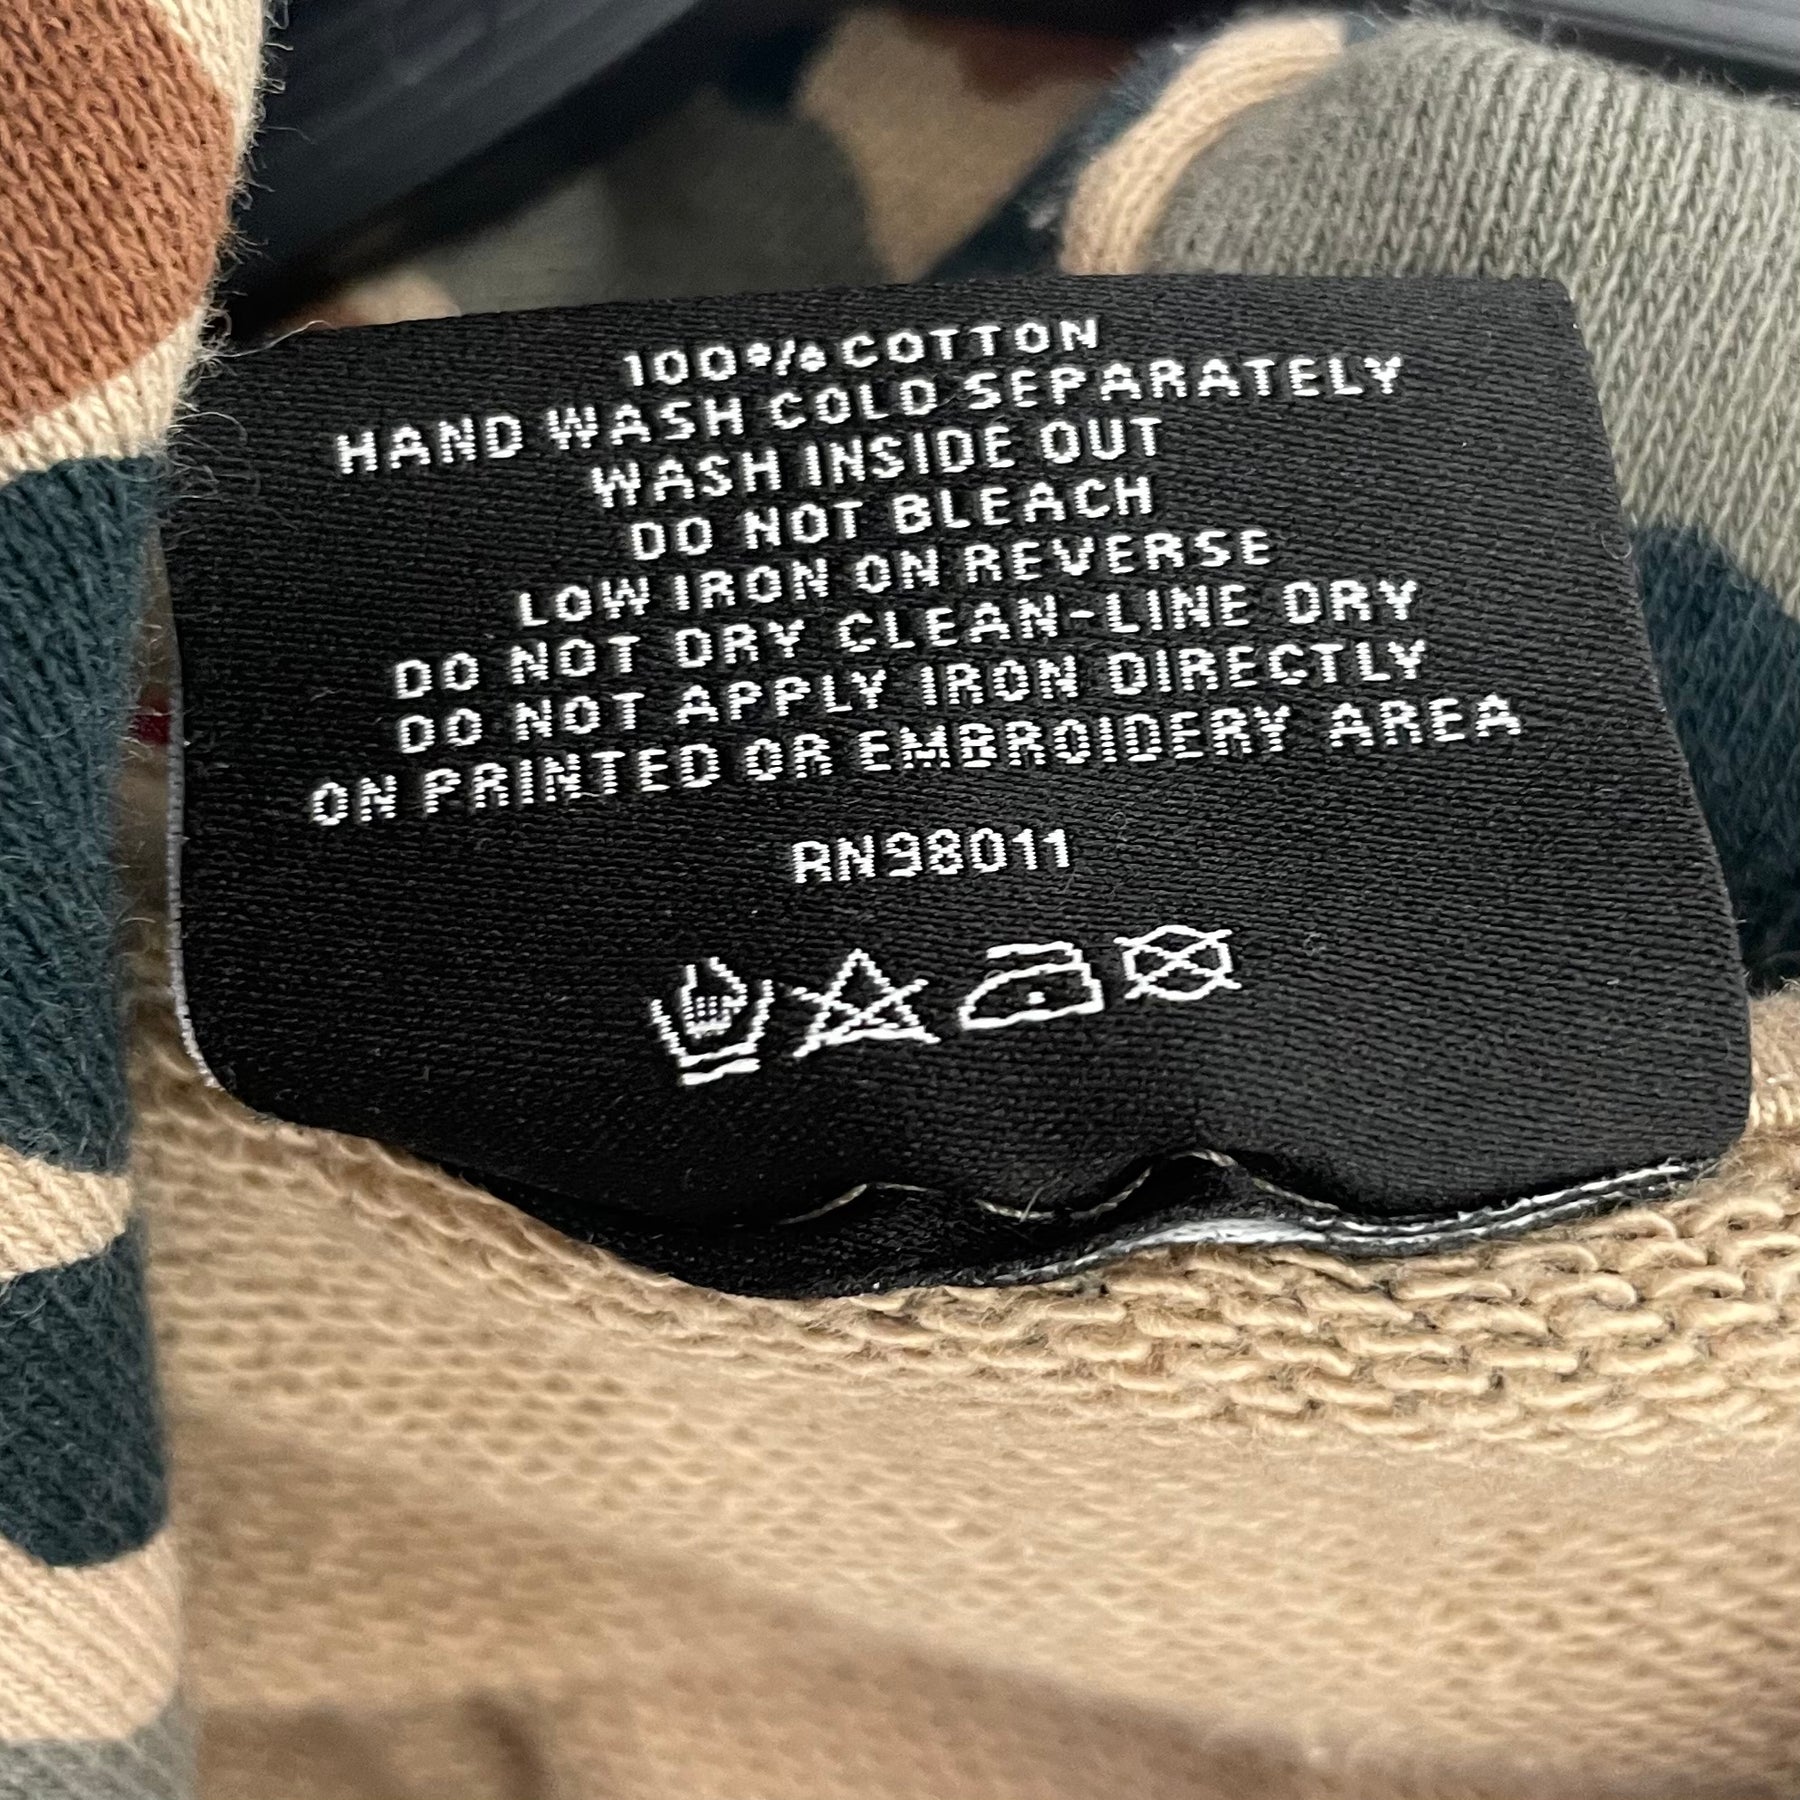 100% COTTON
HAND WASH COLD SEPARATELY
WASH INSIDE OUT
DO NOT BLEACH
LOW IRON ON REVERSE
DO NOT DRY CLEAN-LINE DRY
DO NOT APPLY IRON DIRECTLY
ON PRINTED OR EMBROIDERY AREA
RN98011